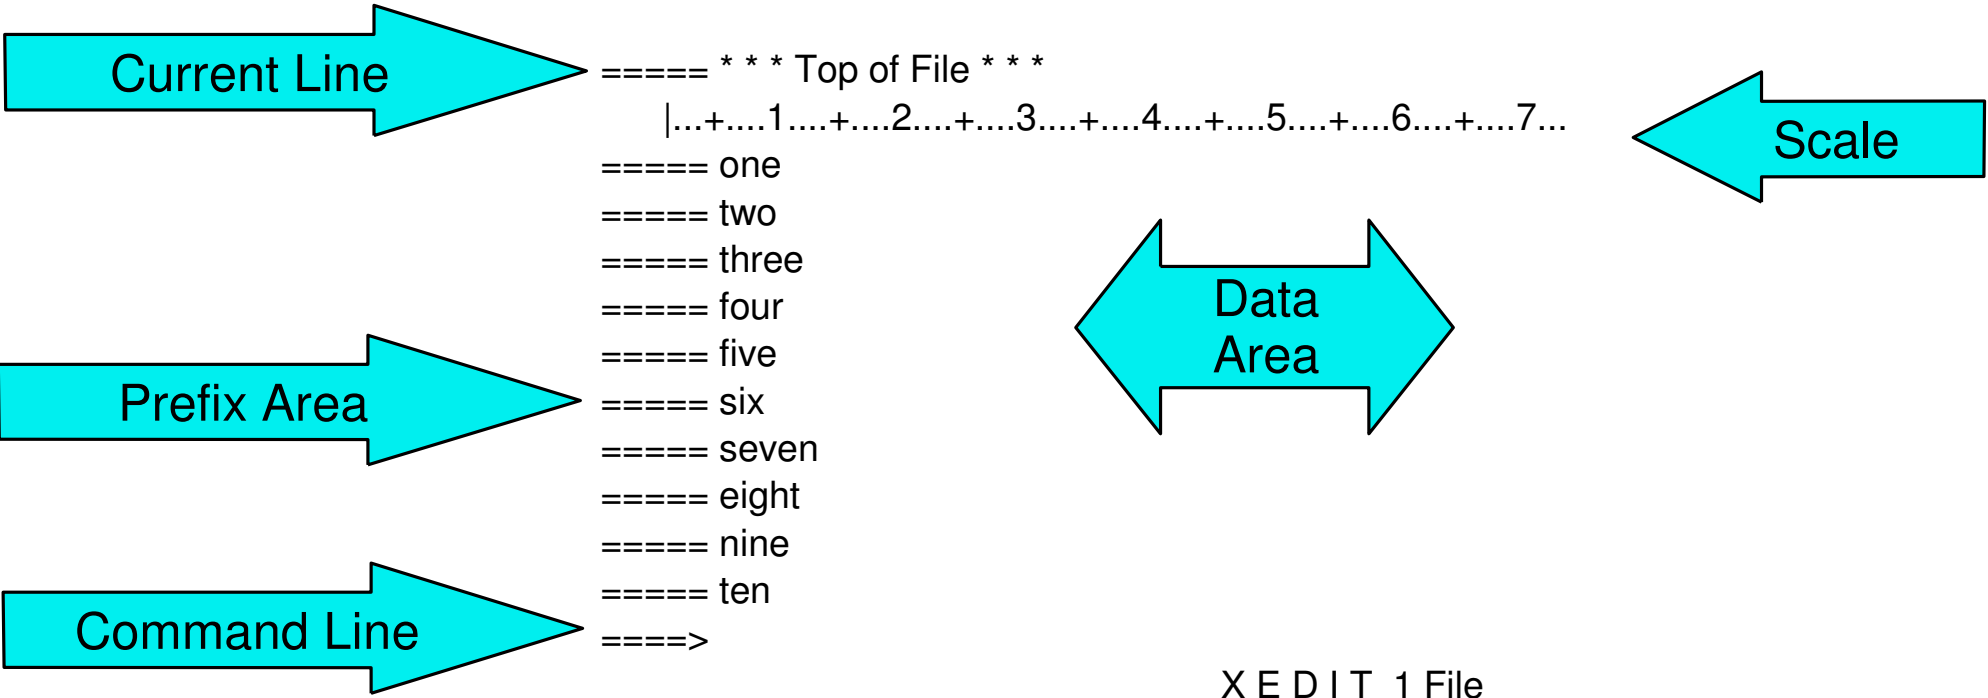 Current Line
===== * * * Top of File * * *
|...+....1....+....2....+....3....+....4....+....5....+....6....+....7...
Scale
===== one
===== two
===== three
===== four
===== five
===== six
===== seven
===== eight
===== nine
===== ten
====>
Data
Area
Prefix Area
Command Line
X E D I T 1 File